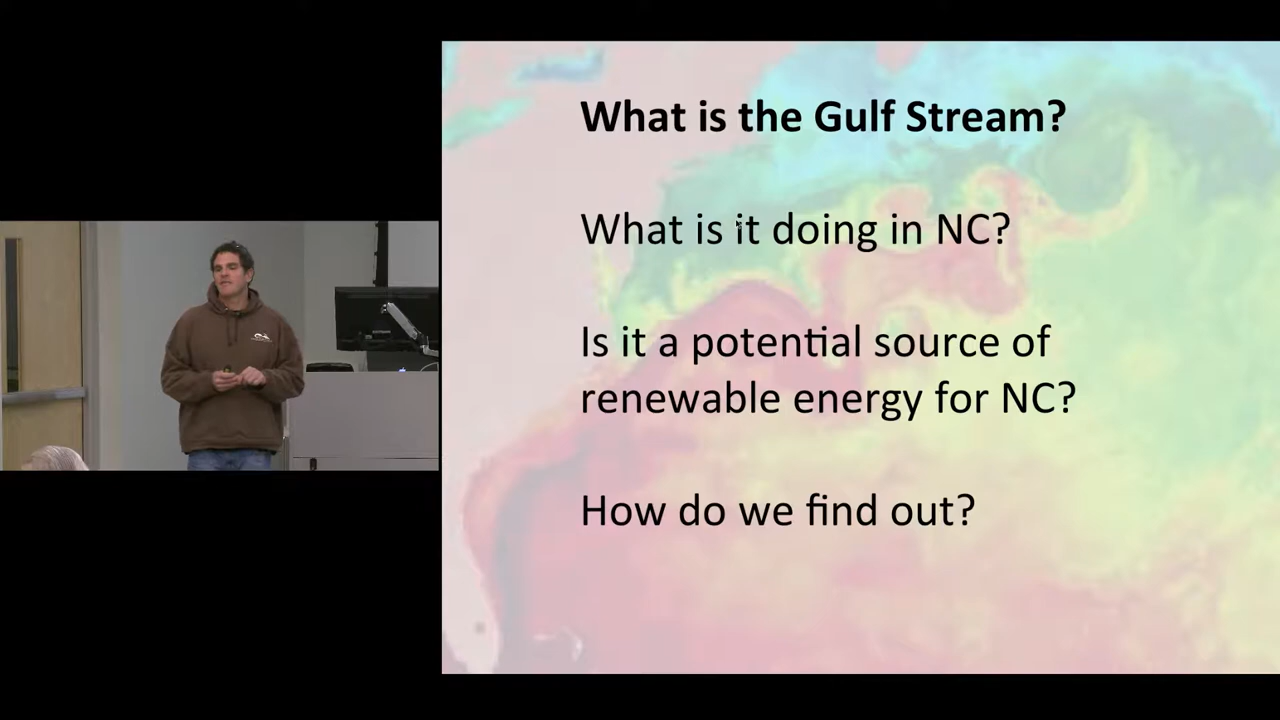 What is the Gulf Stream?
What is it doing in NC?
Is it a potential source of
renewable energy for NC?
How do we find out?